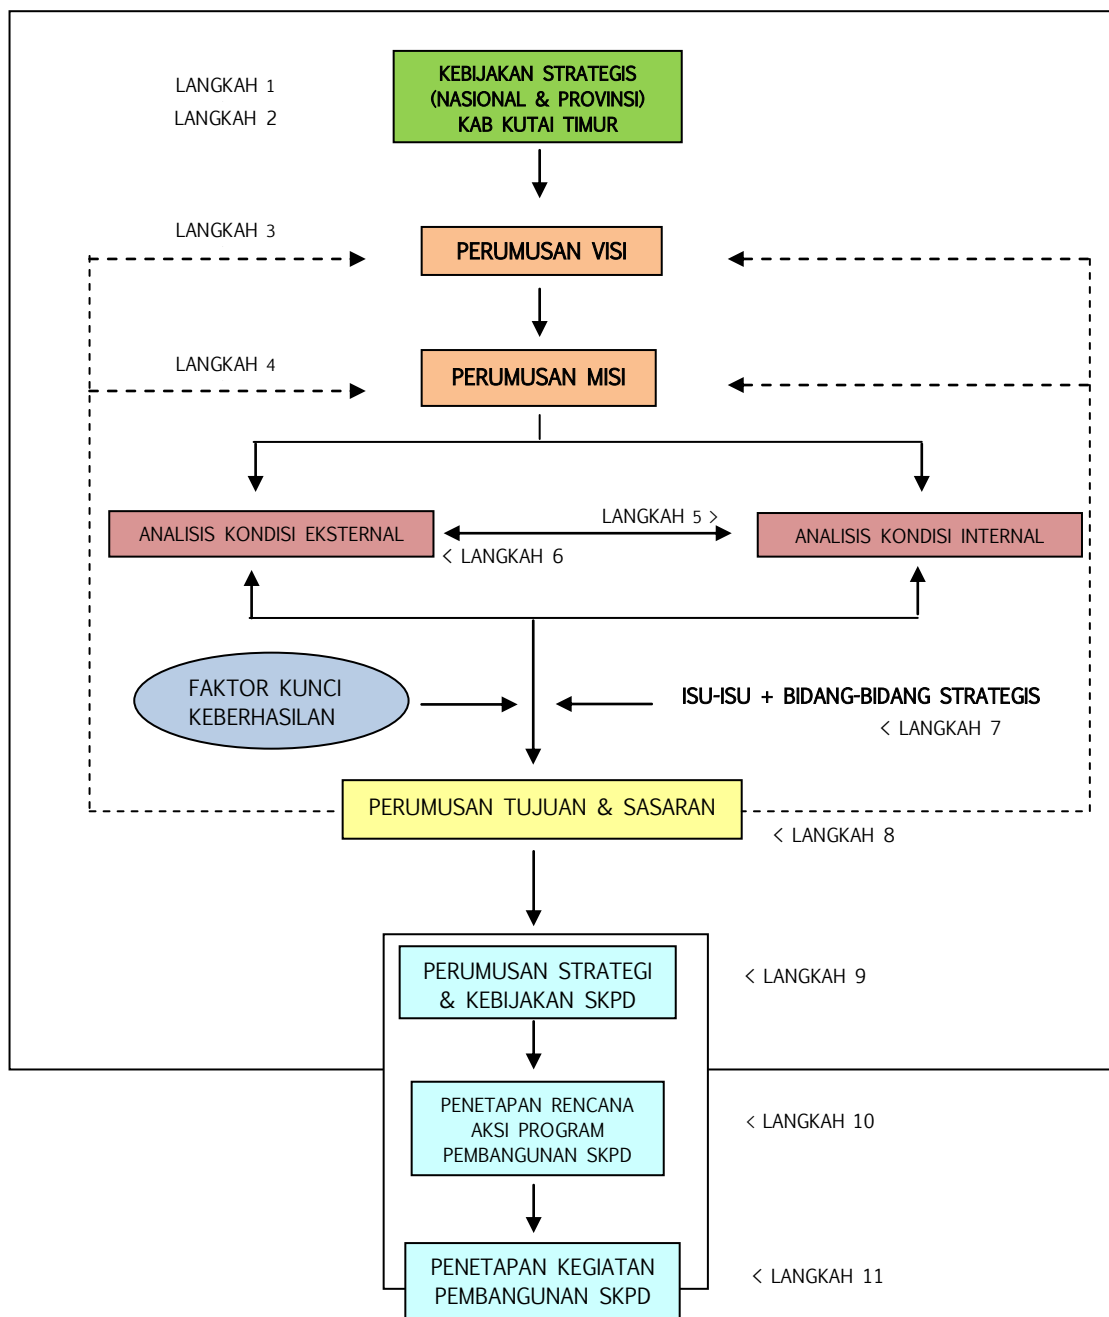 LANGKAH 1
LANGKAH 2
KEBIJAKAN STRATEGIS
(NASIONAL & PROVINSI)
KAB KUTAI TIMUR
LANGKAH 3
PERUMUSAN VISI
LANGKAH 4
PERUMUSAN MISI
ANALISIS KONDISI EKSTERNAL
LANGKAH 5 >
< LANGKAH 6
ANALISIS KONDISI INTERNAL
FAKTOR KUNCI
KEBERHASILAN
ISU-ISU + BIDANG-BIDANG STRATEGIS
< LANGKAH 7
PERUMUSAN TUJUAN & SASARAN
< LANGKAH 8
PERUMUSAN STRATEGI
& KEBIJAKAN SKPD
< LANGKAH 9
PENETAPAN RENCANA
AKSI PROGRAM
PEMBANGUNAN SKPD
< LANGKAH 10
PENETAPAN KEGIATAN
PEMBANGUNAN SKPD
< LANGKAH 11